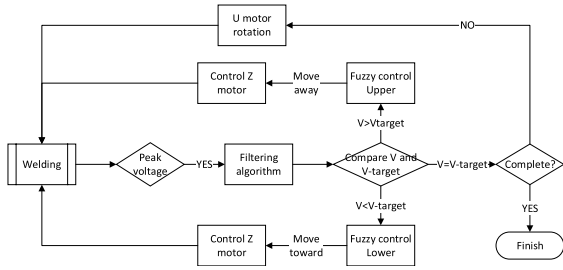 U motor
rotation
NO
Control Z
motor
Move
away
Fuzzy control
Upper
V>Vtarget
Welding
Peak
voltage
YES
Filtering
algorithm
Compare V and
V-target
V=V-target
Complete?
V<V-target
YES
Control Z
motor
Move
toward
Fuzzy control
Lower
Finish